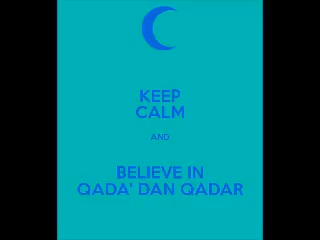 KEEP
CALM
AND
BELIEVE IN
QADA' DAN QADAR